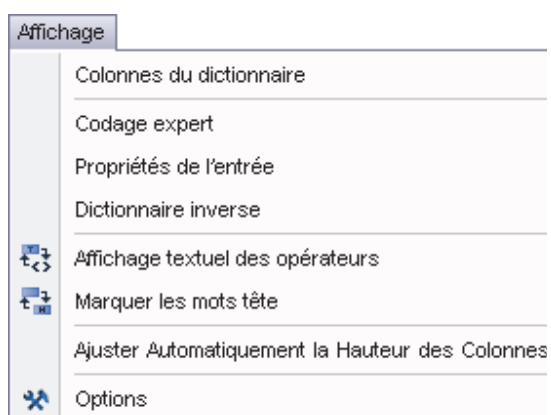 Affichage
Colonnes du dictionnaire
Codage expert
Propriétés de l'entrée
Dictionnaire inverse
Affichage textuel des opérateurs
Marquer les mots tête
Ajuster Automatiquement la Hauteur des Colonnes
Options